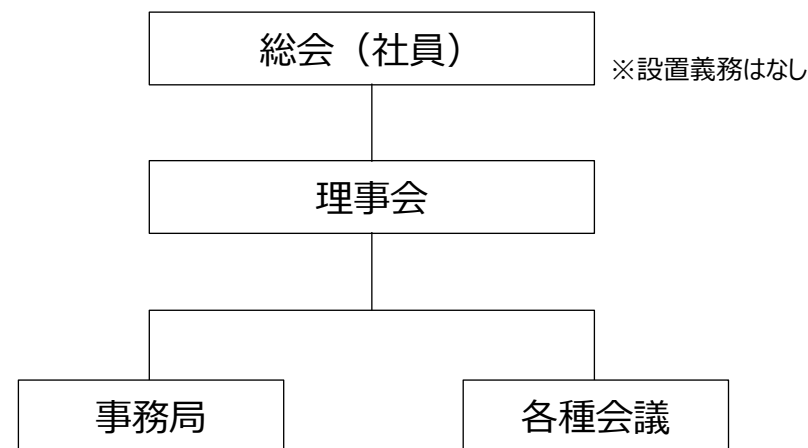 総会（社員）
※設置義務はなし
理事会
事務局
各種会議